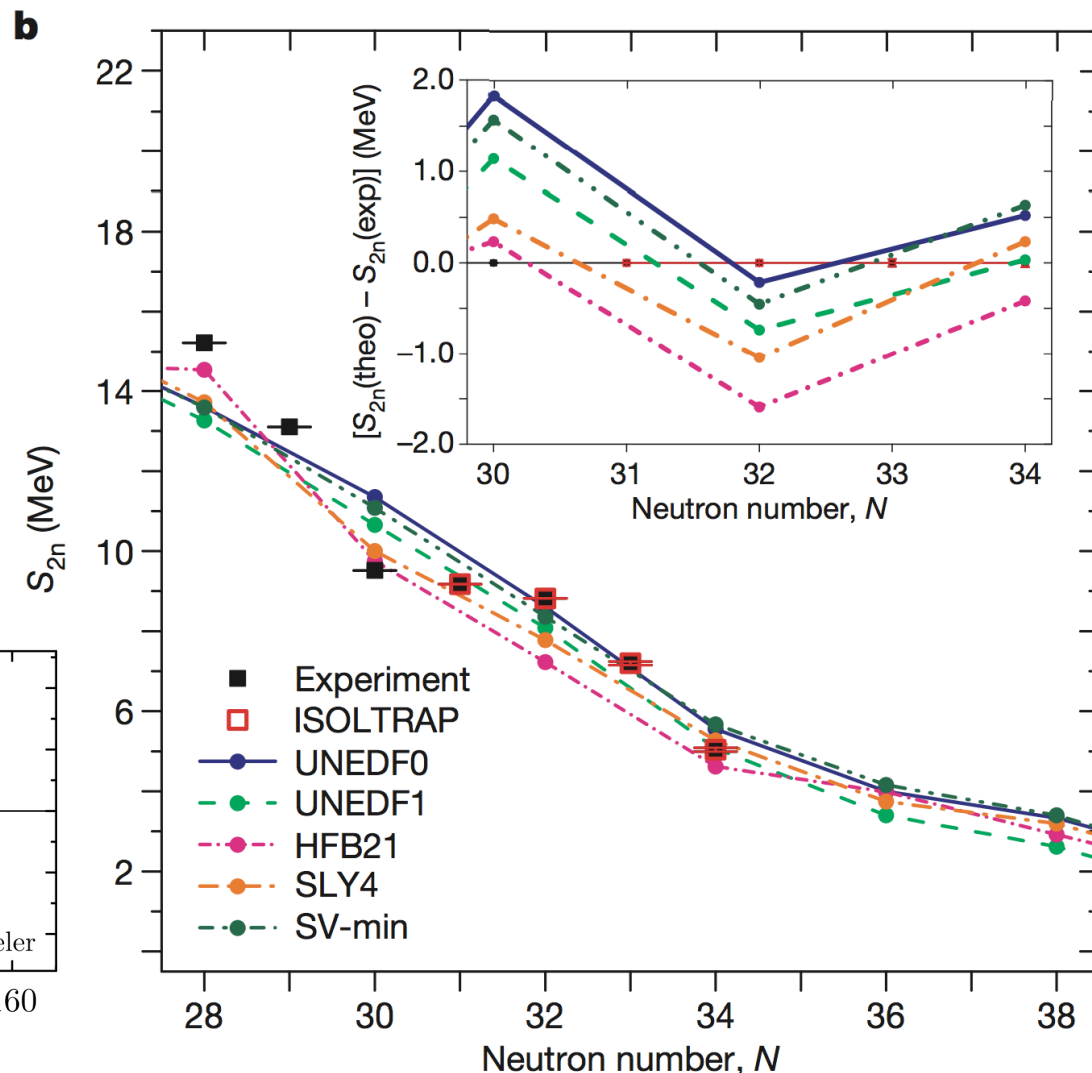 b
22
18
14
10
6
2
S2n (MeV)
2.0
1.0
0.0
−1.0
−2.0
[S2n(theo) − S2n(exp)] (MeV)
30 31 32 33 34
Neutron number, N
Experiment
ISOLTRAP
UNEDF0
UNEDF1
HFB21
SLY4
SV-min
28 30 32 34 36 38
Neutron number, N
eler
60